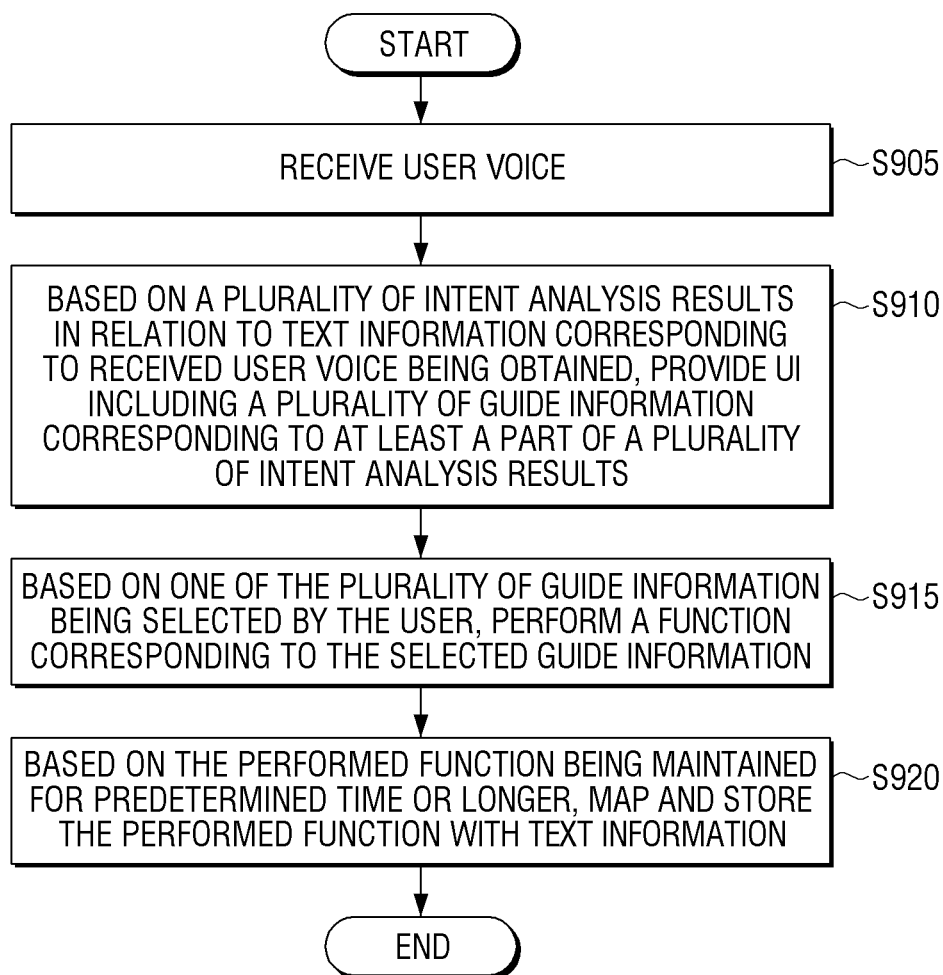 START
RECEIVE USER VOICE
S905
BASED ON A PLURALITY OF INTENT ANALYSIS RESULTS
IN RELATION TO TEXT INFORMATION CORRESPONDING
TO RECEIVED USER VOICE BEING OBTAINED, PROVIDE UI
INCLUDING A PLURALITY OF GUIDE INFORMATION
CORRESPONDING TO AT LEAST A PART OF A PLURALITY
OF INTENT ANALYSIS RESULTS
S910
BASED ON ONE OF THE PLURALITY OF GUIDE INFORMATION
BEING SELECTED BY THE USER, PERFORM A FUNCTION
CORRESPONDING TO THE SELECTED GUIDE INFORMATION
S915
BASED ON THE PERFORMED FUNCTION BEING MAINTAINED
FOR PREDETERMINED TIME OR LONGER, MAP AND STORE
THE PERFORMED FUNCTION WITH TEXT INFORMATION
S920
END